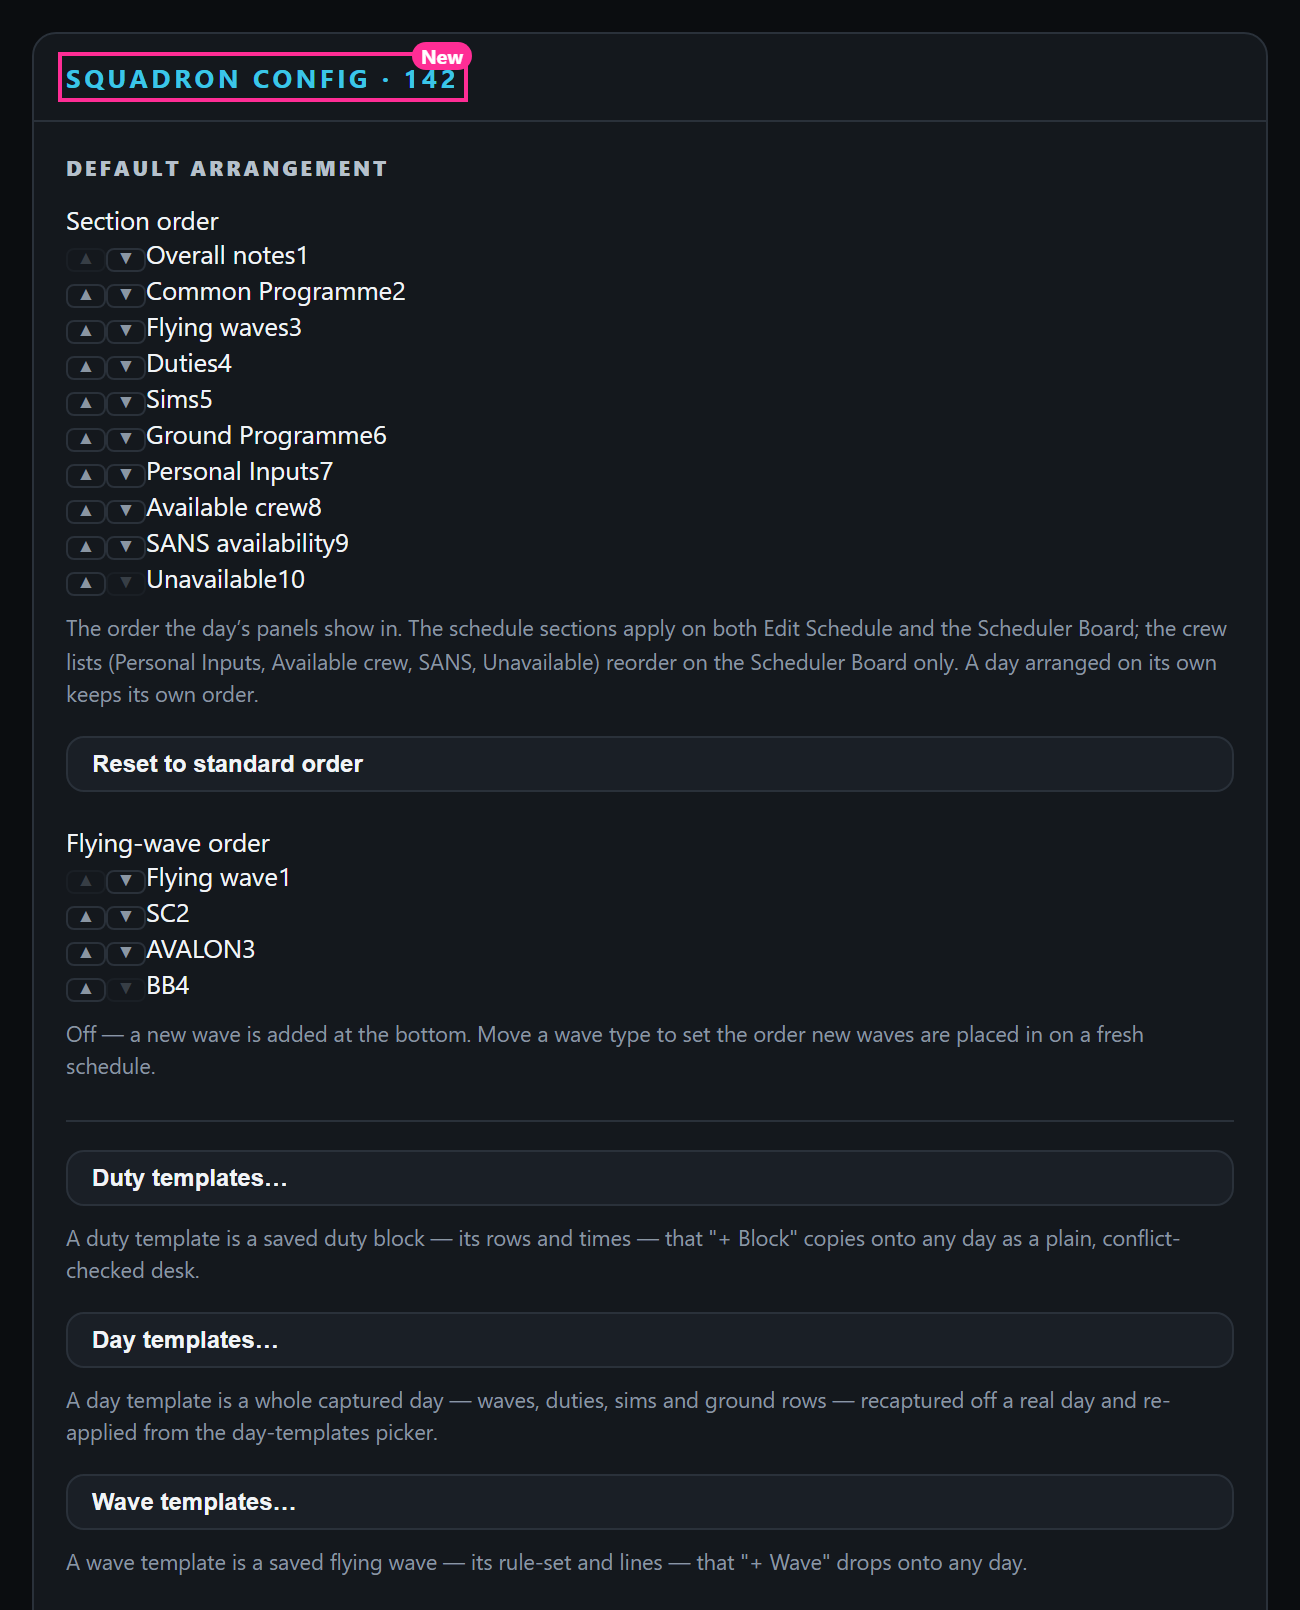 New
SQUADRON CONFIG · 142
DEFAULT ARRANGEMENT
Section order
▲ ▼ Overall notes1
▲ ▼ Common Programme2
▲ ▼ Flying waves3
▲ ▼ Duties4
▲ ▼ Sims5
▲ ▼ Ground Programme6
▲ ▼ Personal Inputs7
▲ ▼ Available crew8
▲ ▼ SANS availability9
▲ ▼ Unavailable10
The order the day’s panels show in. The schedule sections apply on both Edit Schedule and the Scheduler Board; the crew
lists (Personal Inputs, Available crew, SANS, Unavailable) reorder on the Scheduler Board only. A day arranged on its own
keeps its own order.
Reset to standard order
Flying-wave order
▲ ▼ Flying wave1
▲ ▼ SC2
▲ ▼ AVALON3
▲ ▼ BB4
Off — a new wave is added at the bottom. Move a wave type to set the order new waves are placed in on a fresh
schedule.
Duty templates...
A duty template is a saved duty block — its rows and times — that "+ Block" copies onto any day as a plain, conflict-
checked desk.
Day templates...
A day template is a whole captured day — waves, duties, sims and ground rows — recaptured off a real day and re-
applied from the day-templates picker.
Wave templates...
A wave template is a saved flying wave — its rule-set and lines — that "+ Wave" drops onto any day.